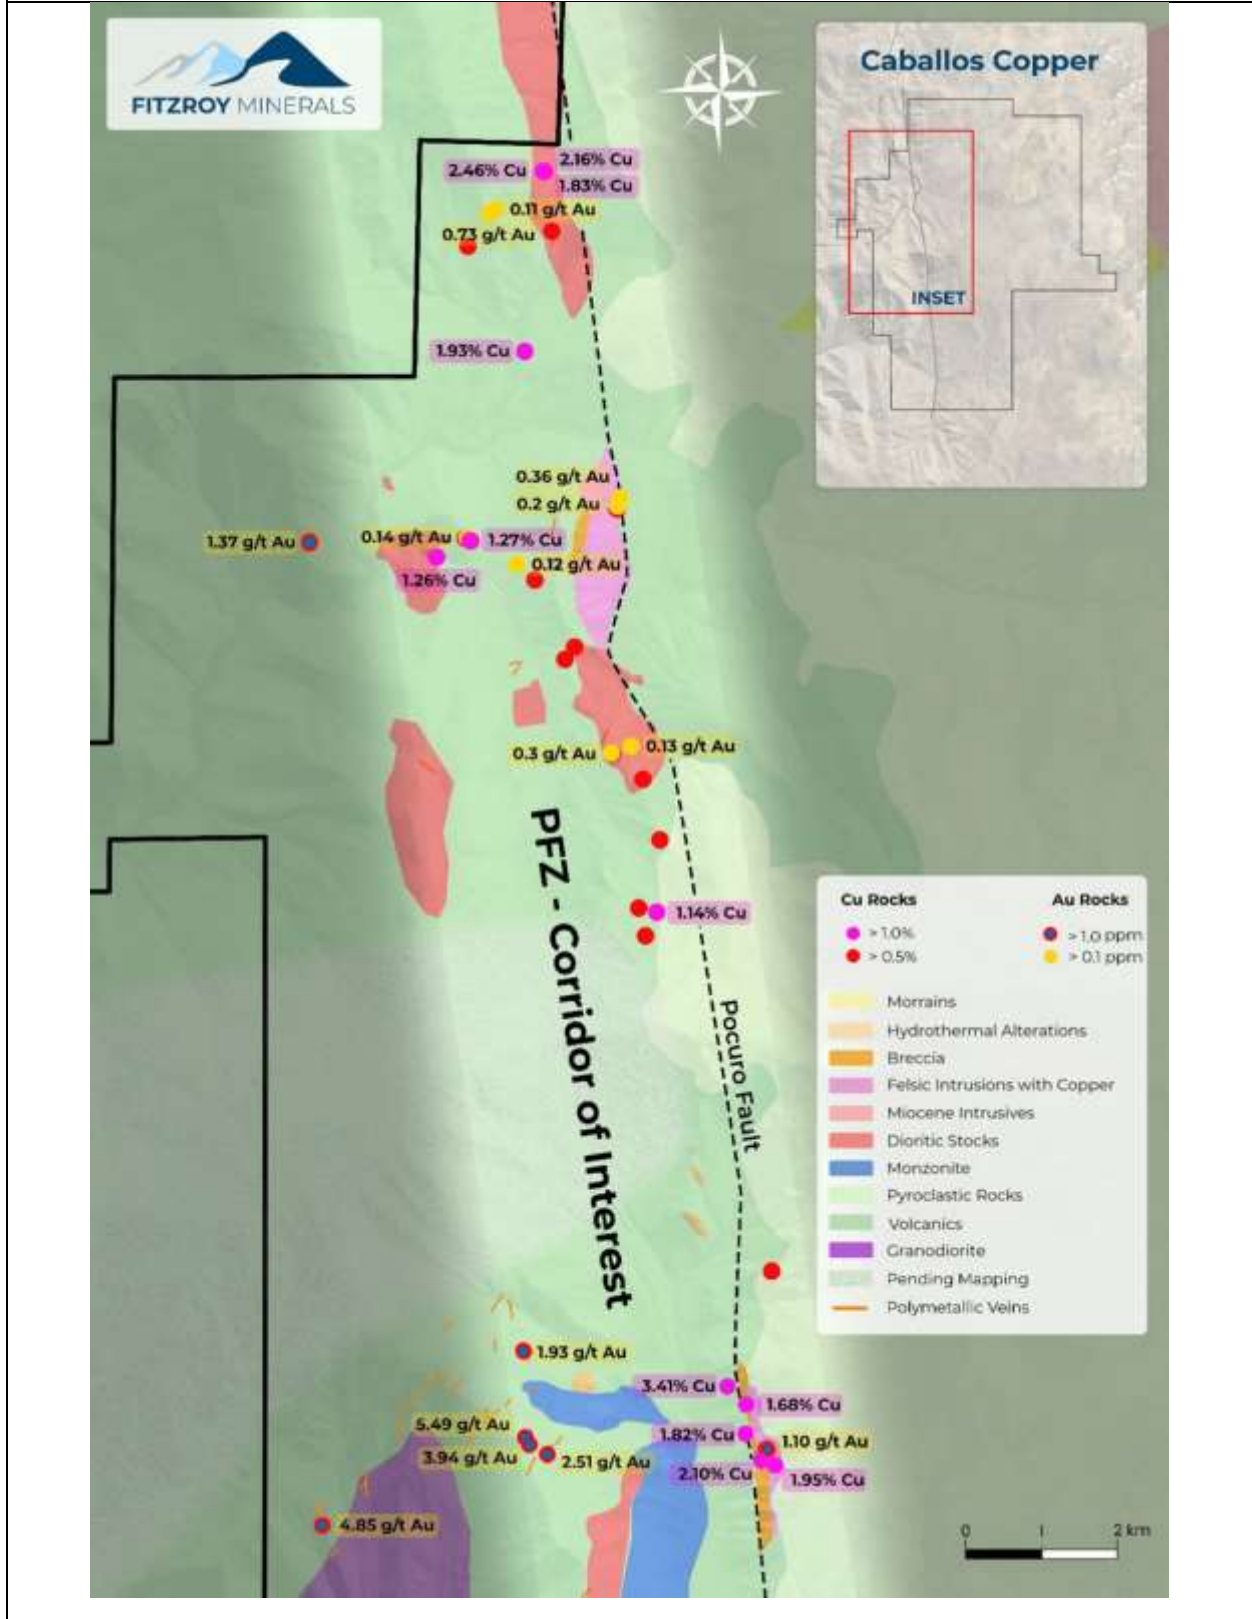 FITZROY MINERALS
Caballos Copper
INSET
2.46% Cu
2.16% Cu
1.83% Cu
0.11 g/t Au
0.73 g/t Au
1.93% Cu
0.36 g/t Au
0.2 g/t Au
1.37 g/t Au
0.14 g/t Au
1.27% Cu
0.12 g/t Au
1.26% Cu
0.3 g/t Au
0.13 g/t Au
PFZ - Corridor of Interest
1.14% Cu
Pocuro Fault
Cu Rocks
Au Rocks
> 1.0%
> 1.0 ppm
> 0.5%
> 0.1 ppm
Morrains
Hydrothermal Alterations
Breccia
Felsic Intrusions with Copper
Miocene Intrusives
Dioritic Stocks
Monzonite
Pyroclastic Rocks
Volcanics
Granodiorite
Pending Mapping
Polymetallic Veins
1.93 g/t Au
3.41% Cu
1.68% Cu
5.49 g/t Au
1.82% Cu
1.10 g/t Au
3.94 g/t Au
2.51 g/t Au
2.10% Cu
1.95% Cu
4.85 g/t Au
0 1 2 km